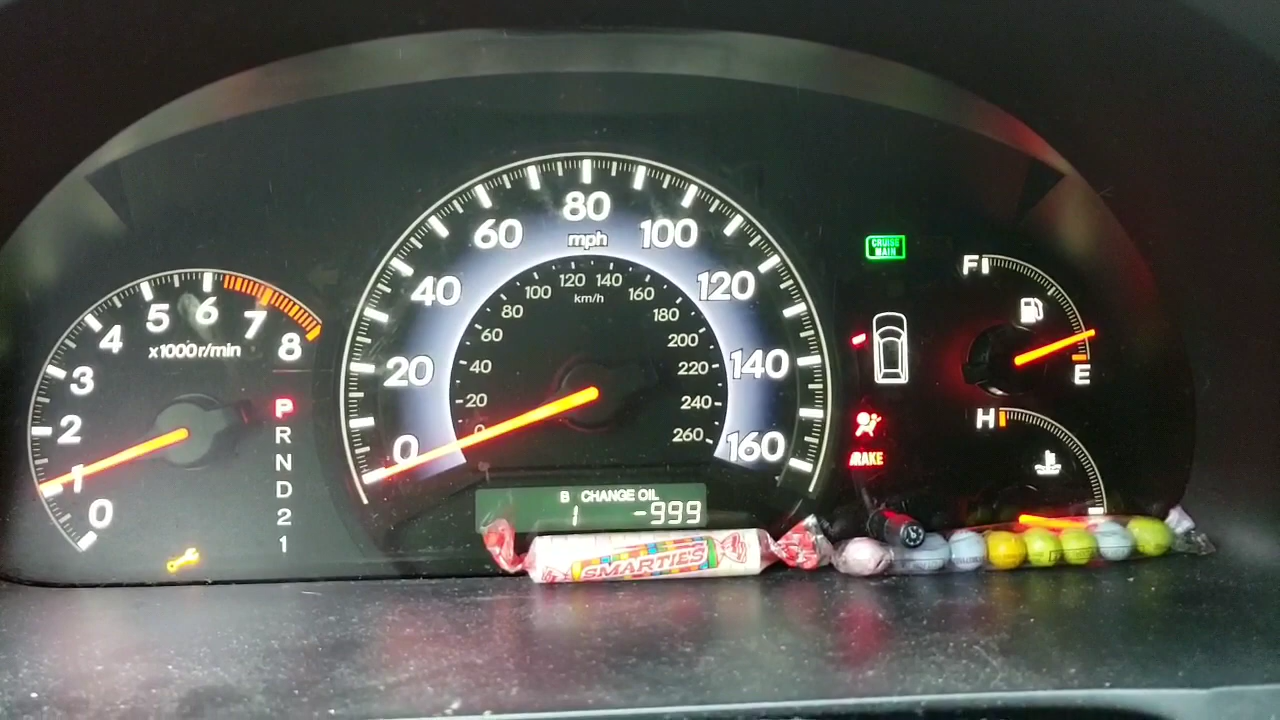 0
1
2
3
4
5
6
7
8
x1000r/min
P
R
N
D
2
1
0
20
40
60
80
100
120
140
160
mph
20
40
60
80
100
120
140
160
180
200
220
240
260
km/h
B CHANGE OIL
1 -999
CRUISE
MAIN
BRAKE
F
E
H
SMARTIES